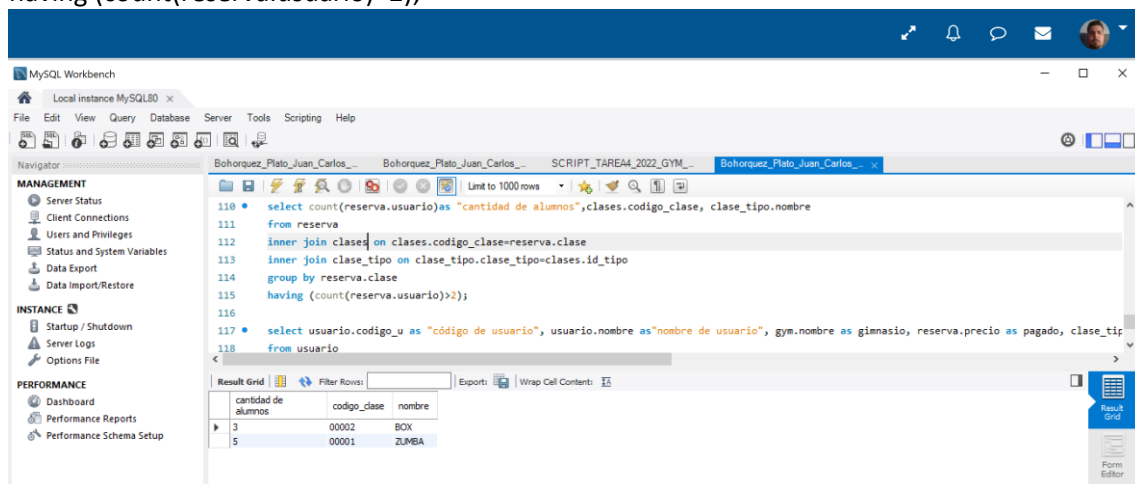 MySQL Workbench
Local instance MySQL80
File Edit View Query Database Server Tools Scripting Help
Navigator
Bohorquez_Plato_Juan_Carlos_... Bohorquez_Plato_Juan_Carlos_... SCRIPT_TAREA4_2022_GYM_... Bohorquez_Plato_Juan_Carlos_...
MANAGEMENT
Server Status
Client Connections
Users and Privileges
Status and System Variables
Data Export
Data Import/Restore
INSTANCE
Startup / Shutdown
Server Logs
Options File
PERFORMANCE
Dashboard
Performance Reports
Performance Schema Setup
Limit to 1000 rows
110 select count(reserva.usuario)as "cantidad de alumnos",clases.codigo_clase, clase_tipo.nombre
111 from reserva
112 inner join clases on clases.codigo_clase=reserva.clase
113 inner join clase_tipo on clase_tipo.clase_tipo=clases.id_tipo
114 group by reserva.clase
115 having (count(reserva.usuario)>2);
116
117 select usuario.codigo_u as "código de usuario", usuario.nombre as"nombre de usuario", gym.nombre as gimnasio, reserva.precio as pagado, clase_tip
118 from usuario
Result Grid Filter Rows: Export: Wrap Cell Content:
cantidad de alumnos codigo_clase nombre
3 00002 BOX
5 00001 ZUMBA
Result Grid
Form Editor